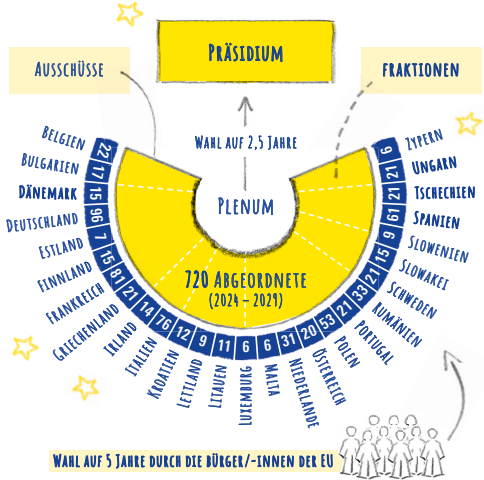 PRÄSIDIUM
AUSSCHÜSSE
FRAKTIONEN
WAHL AUF 2,5 JAHRE
PLENUM
720 ABGEORDNETE
(2024 – 2029)
BELGIEN 22
BULGARIEN 17
DÄNEMARK 15
DEUTSCHLAND 96
ESTLAND 7
FINNLAND 15
FRANKREICH 81
GRIECHENLAND 21
IRLAND 14
ITALIEN 76
KROATIEN 12
LETTLAND 9
LITAUEN 11
LUXEMBURG 6
MALTA 6
NIEDERLANDE 31
ÖSTERREICH 20
POLEN 53
PORTUGAL 21
RUMÄNIEN 33
SCHWEDEN 21
SLOWAKEI 15
SLOWENIEN 9
SPANIEN 61
TSCHECHIEN 21
UNGARN 21
ZYPERN 6
WAHL AUF 5 JAHRE DURCH DIE BÜRGER/-INNEN DER EU